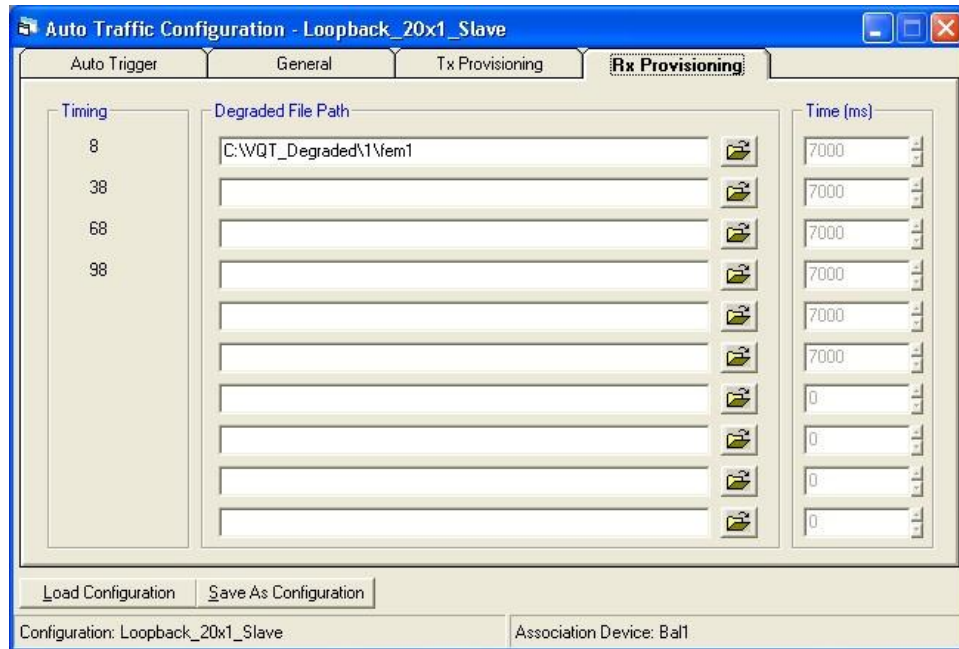 Auto Traffic Configuration - Loopback_20x1_Slave
Auto Trigger General Tx Provisioning Rx Provisioning
Timing Degraded File Path Time (ms)
8 C:\VQT_Degraded\1\fem1 7000
38 7000
68 7000
98 7000
7000
7000
0
0
0
0
Load Configuration Save As Configuration
Configuration: Loopback_20x1_Slave Association Device: Bal1